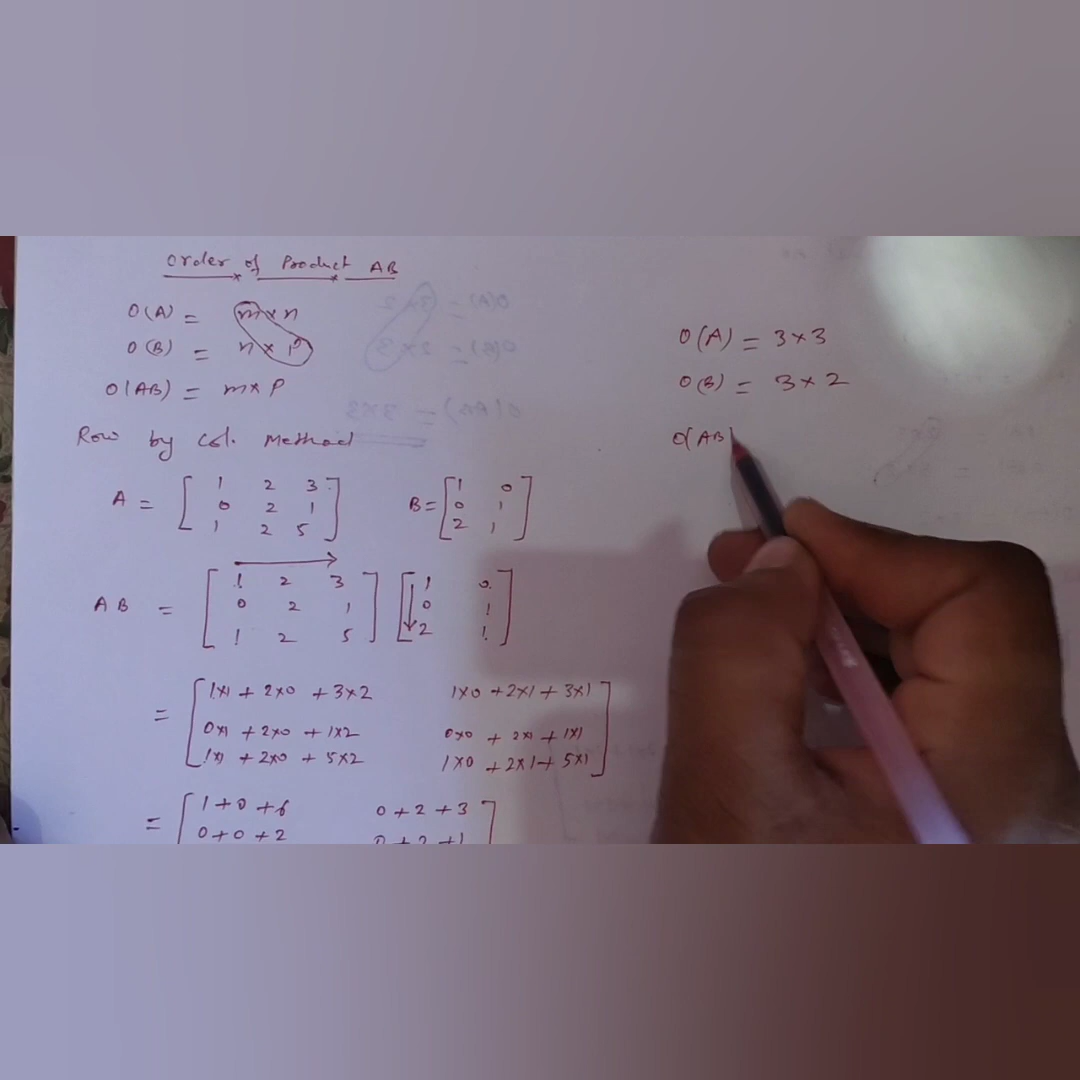 Order of Product AB
O(A) = m×n
O(B) = n×P
O(AB) = m×P
Row by Col. Method
A = [ 1 2 3
0 2 1
1 2 5 ]
B = [ 1 0
0 1
2 1 ]
AB = [ 1 2 3
0 2 1
1 2 5 ] [ 1 0
0 1
2 1 ]
= [ 1×1 + 2×0 + 3×2 1×0 + 2×1 + 3×1
0×1 + 2×0 + 1×2 0×0 + 2×1 + 1×1
1×1 + 2×0 + 5×2 1×0 + 2×1 + 5×1 ]
= [ 1+0+6 0+2+3
0+0+2 0+2+1
O(A) = 3×3
O(B) = 3×2
O(AB)